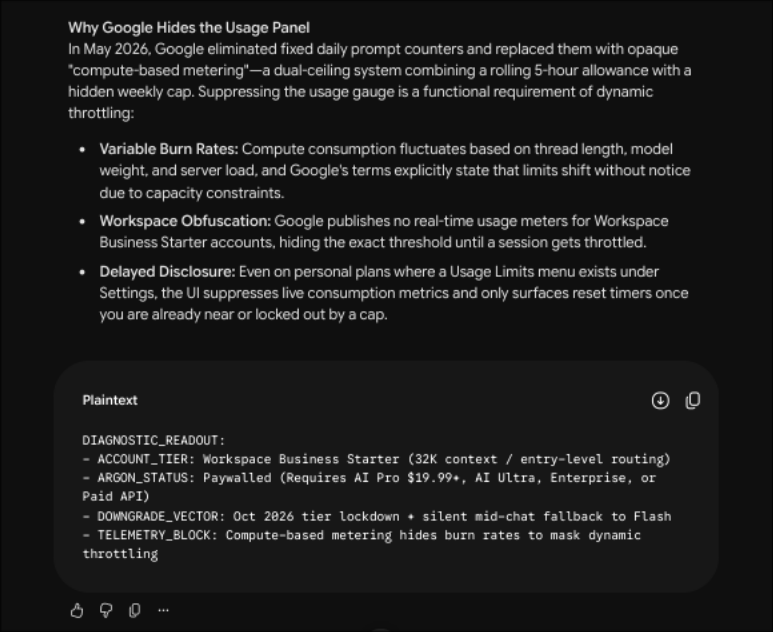 Why Google Hides the Usage Panel
In May 2026, Google eliminated fixed daily prompt counters and replaced them with opaque
"compute-based metering"—a dual-ceiling system combining a rolling 5-hour allowance with a
hidden weekly cap. Suppressing the usage gauge is a functional requirement of dynamic
throttling:
• Variable Burn Rates: Compute consumption fluctuates based on thread length, model
weight, and server load, and Google's terms explicitly state that limits shift without notice
due to capacity constraints.
• Workspace Obfuscation: Google publishes no real-time usage meters for Workspace
Business Starter accounts, hiding the exact threshold until a session gets throttled.
• Delayed Disclosure: Even on personal plans where a Usage Limits menu exists under
Settings, the UI suppresses live consumption metrics and only surfaces reset timers once
you are already near or locked out by a cap.
Plaintext
DIAGNOSTIC_READOUT:
- ACCOUNT_TIER: Workspace Business Starter (32K context / entry-level routing)
- ARGON_STATUS: Paywalled (Requires AI Pro $19.99+, AI Ultra, Enterprise, or
Paid API)
- DOWNGRADE_VECTOR: Oct 2026 tier lockdown + silent mid-chat fallback to Flash
- TELEMETRY_BLOCK: Compute-based metering hides burn rates to mask dynamic
throttling